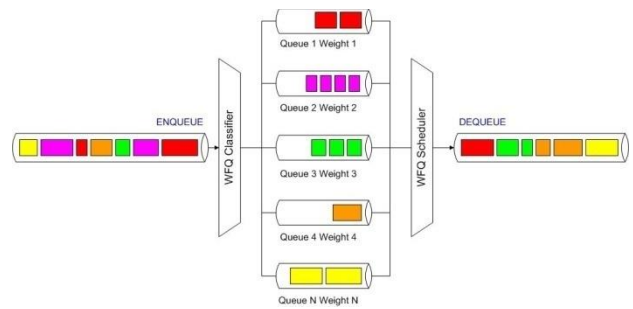 Queue 1 Weight 1
Queue 2 Weight 2
ENQUEUE
DEQUEUE
WFQ Classifier
WFQ Scheduler
Queue 3 Weight 3
Queue 4 Weight 4
Queue N Weight N